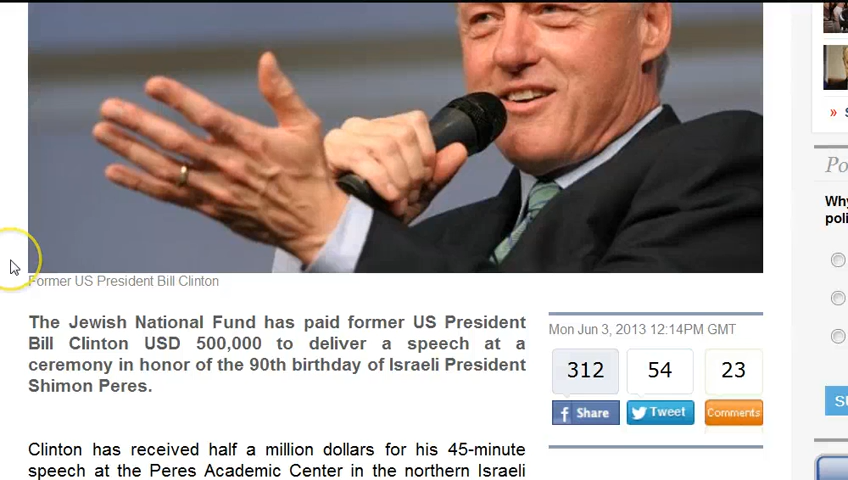 Former US President Bill Clinton
The Jewish National Fund has paid former US President
Bill Clinton USD 500,000 to deliver a speech at a
ceremony in honor of the 90th birthday of Israeli President
Shimon Peres.
Clinton has received half a million dollars for his 45-minute
speech at the Peres Academic Center in the northern Israeli
Mon Jun 3, 2013 12:14PM GMT
312 54 23
f Share Tweet Comments
» S
Po
Why
poli
SU